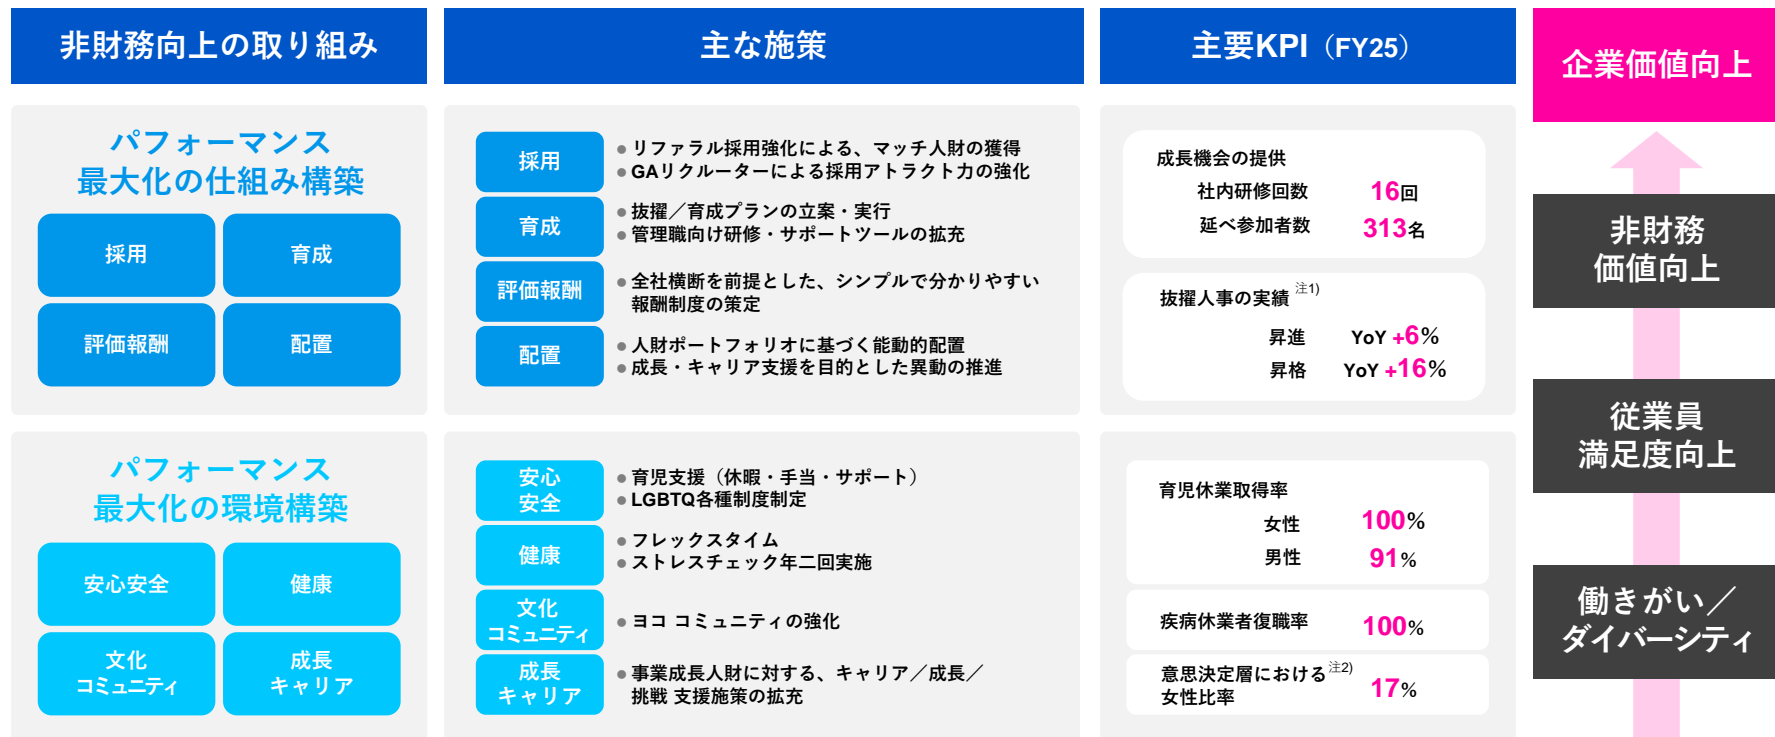 非財務向上の取り組み
主な施策
主要KPI（FY25）
企業価値向上
パフォーマンス
最大化の仕組み構築
採用
育成
評価報酬
配置
採用
●リファラル採用強化による、マッチ人財の獲得
●GAリクルーターによる採用アトラクト力の強化
育成
●抜擢／育成プランの立案・実行
●管理職向け研修・サポートツールの拡充
評価報酬
●全社横断を前提とした、シンプルで分かりやすい
報酬制度の策定
配置
●人財ポートフォリオに基づく能動的配置
●成長・キャリア支援を目的とした異動の推進
成長機会の提供
社内研修回数 16回
延べ参加者数 313名
抜擢人事の実績 注1)
昇進 YoY +6%
昇格 YoY +16%
パフォーマンス
最大化の環境構築
安心安全
健康
文化
コミュニティ
成長
キャリア
安心
安全
●育児支援（休暇・手当・サポート）
●LGBTQ各種制度制定
健康
●フレックスタイム
●ストレスチェック年二回実施
文化
コミュニティ
●ヨコ コミュニティの強化
成長
キャリア
●事業成長人財に対する、キャリア／成長／
挑戦 支援施策の拡充
育児休業取得率
女性 100%
男性 91%
疾病休業者復職率 100%
意思決定層における注2)
女性比率 17%
非財務
価値向上
従業員
満足度向上
働きがい／
ダイバーシティ